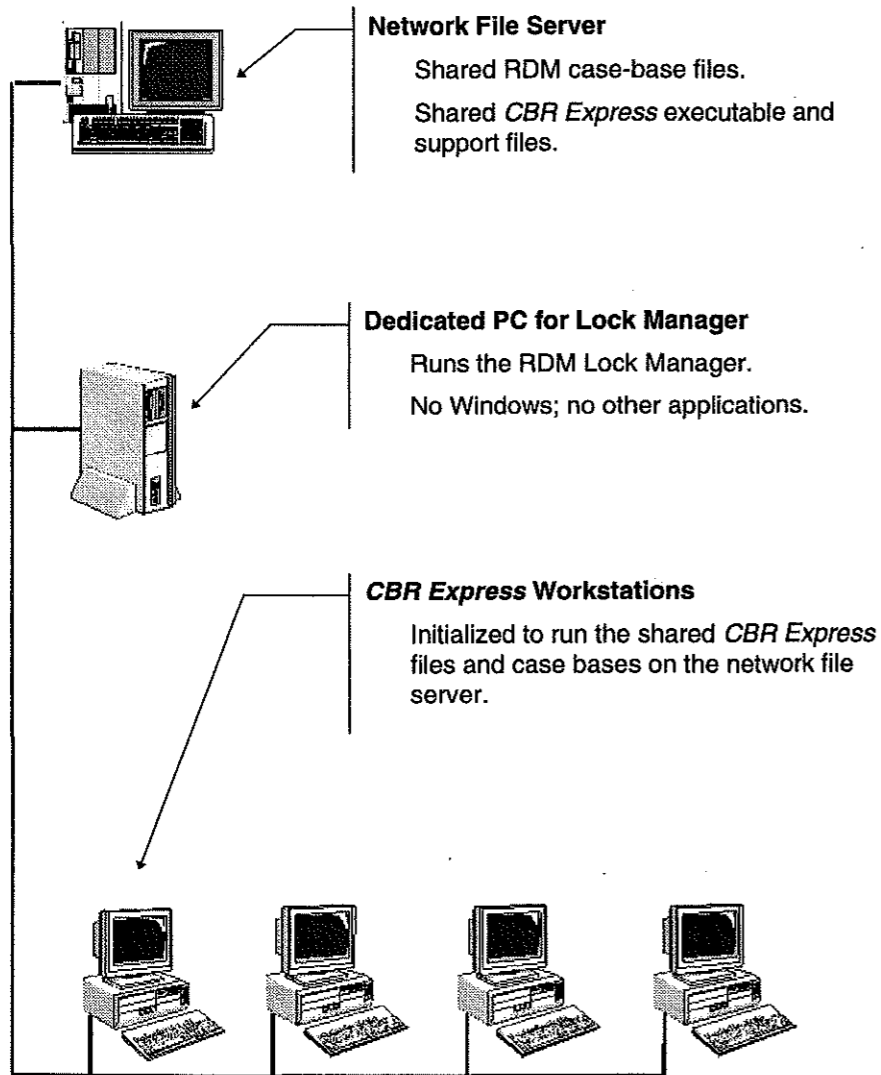 Network File Server
Shared RDM case-base files.
Shared CBR Express executable and
support files.
Dedicated PC for Lock Manager
Runs the RDM Lock Manager.
No Windows; no other applications.
CBR Express Workstations
Initialized to run the shared CBR Express
files and case bases on the network file
server.